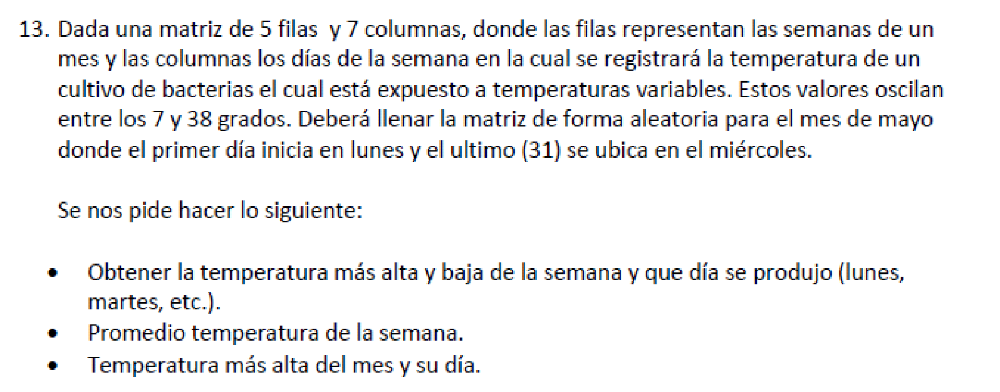 13. Dada una matriz de 5 filas  y 7 columnas, donde las filas representan las semanas de un
mes y las columnas los días de la semana en la cual se registrará la temperatura de un
cultivo de bacterias el cual está expuesto a temperaturas variables. Estos valores oscilan
entre los 7 y 38 grados. Deberá llenar la matriz de forma aleatoria para el mes de mayo
donde el primer día inicia en lunes y el ultimo (31) se ubica en el miércoles.
Se nos pide hacer lo siguiente:
• Obtener la temperatura más alta y baja de la semana y que día se produjo (lunes,
martes, etc.).
• Promedio temperatura de la semana.
• Temperatura más alta del mes y su día.